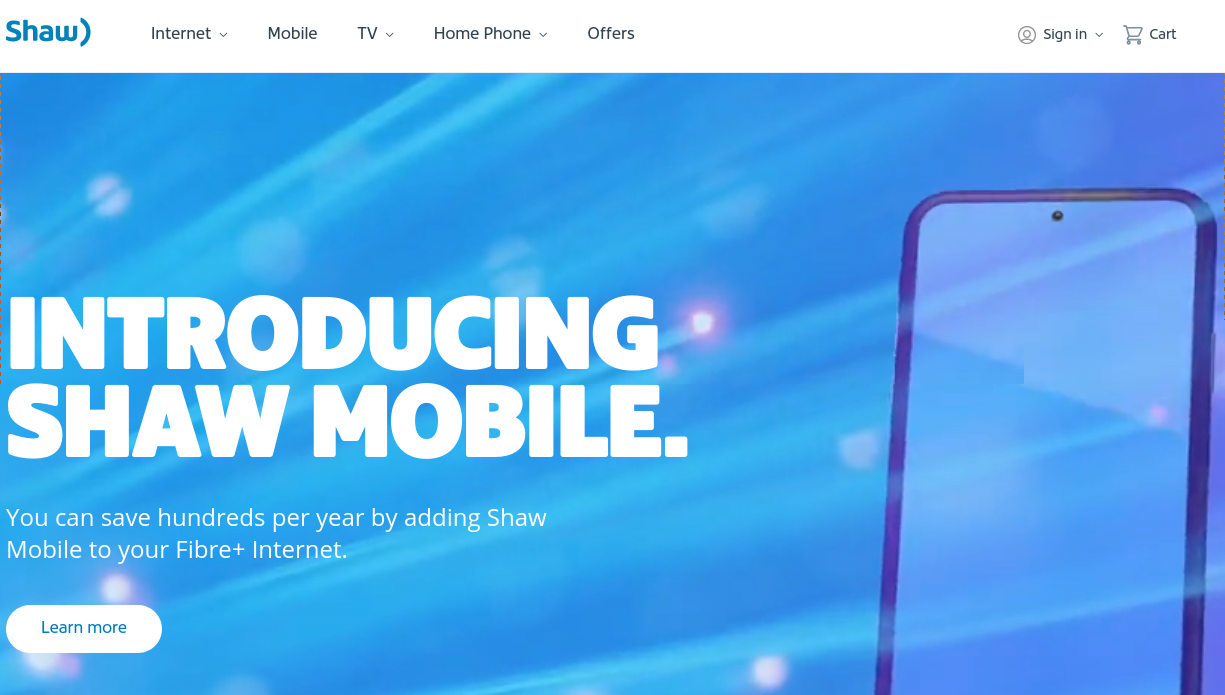 Shaw Internet Mobile TV Home Phone Offers Sign in Cart
INTRODUCING
SHAW MOBILE.
You can save hundreds per year by adding Shaw
Mobile to your Fibre+ Internet.
Learn more